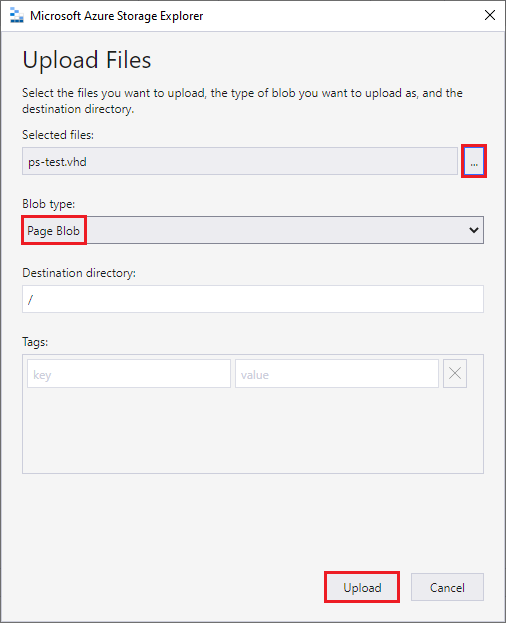 Microsoft Azure Storage Explorer
Upload Files
Select the files you want to upload, the type of blob you want to upload as, and the
destination directory.
Selected files:
ps-test.vhd
...
Blob type:
Page Blob
Destination directory:
/
Tags:
key value
Upload Cancel